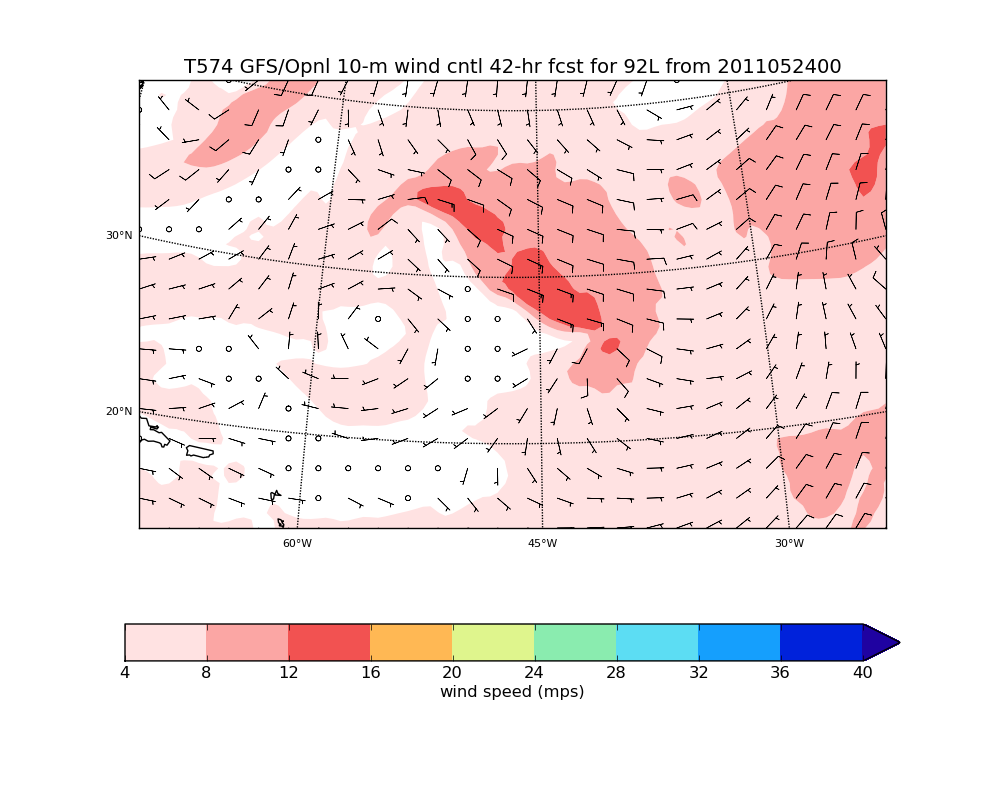 T574 GFS/Opnl 10-m wind cntl 42-hr fcst for 92L from 2011052400
30°N
20°N
60°W 45°W 30°W
4 8 12 16 20 24 28 32 36 40
wind speed (mps)